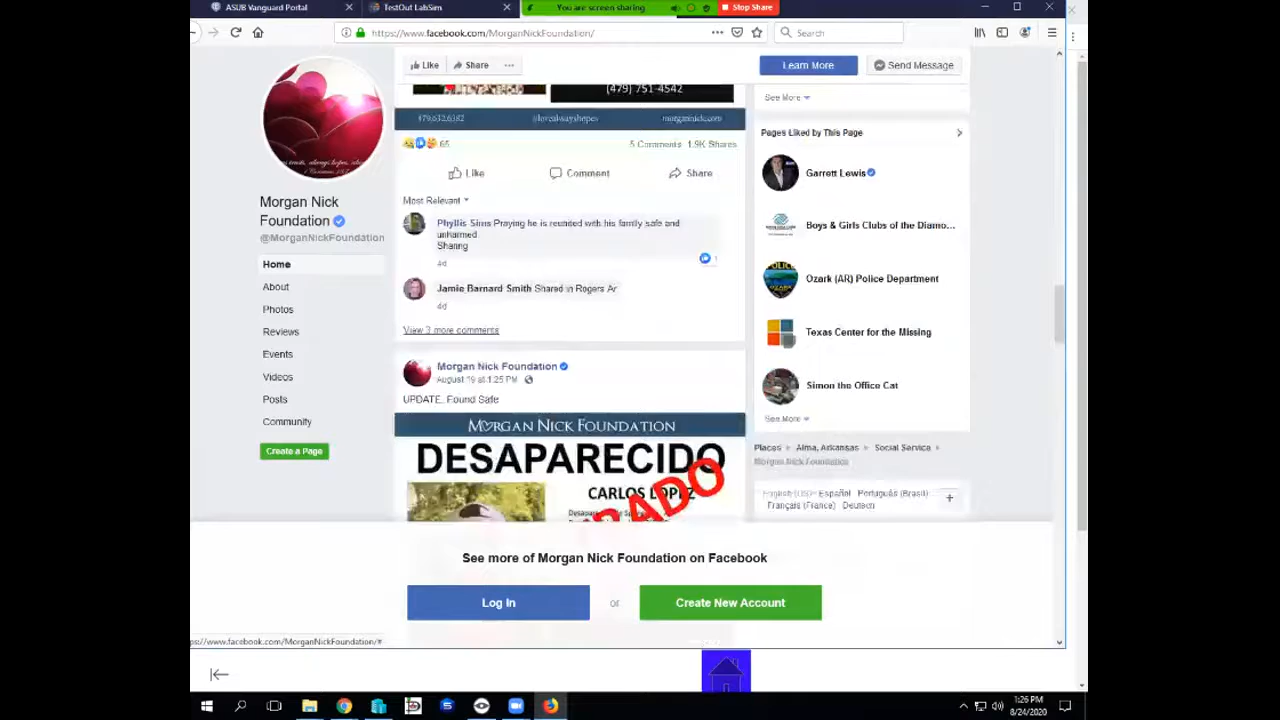 ASUB Vanguard Portal
TestOut LabSim
You are screen sharing
Stop Share
https://www.facebook.com/MorganNickFoundation/
Search
Like
Share
Learn More
Send Message
(479) 751-4542
@lovealwayshopes
morgannick.com
65
5 Comments 1.9K Shares
Like
Comment
Share
Most Relevant
Phyllis Sims Praying he is reunited with his family safe and
unharmed
Sharing
1
4d
Jamie Barnard Smith Shared in Rogers Ar
4d
View 3 more comments
Morgan Nick
Foundation
@MorganNickFoundation
Home
About
Photos
Reviews
Events
Videos
Posts
Community
Create a Page
Morgan Nick Foundation
August 19 at 1:25 PM
UPDATE: Found Safe
MORGAN NICK FOUNDATION
DESAPARECIDO
CARLOS LOPEZ
RADO
See More
Pages Liked by This Page
Garrett Lewis
Boys & Girls Clubs of the Diamo...
Ozark (AR) Police Department
Texas Center for the Missing
Simon the Office Cat
See More
Places
Alma, Arkansas
Social Service
Morgan Nick Foundation
English (US) Español Português (Brasil)
Français (France) Deutsch
See more of Morgan Nick Foundation on Facebook
Log In
or
Create New Account
ps://www.facebook.com/MorganNickFoundation/#
1:26 PM
8/24/2020